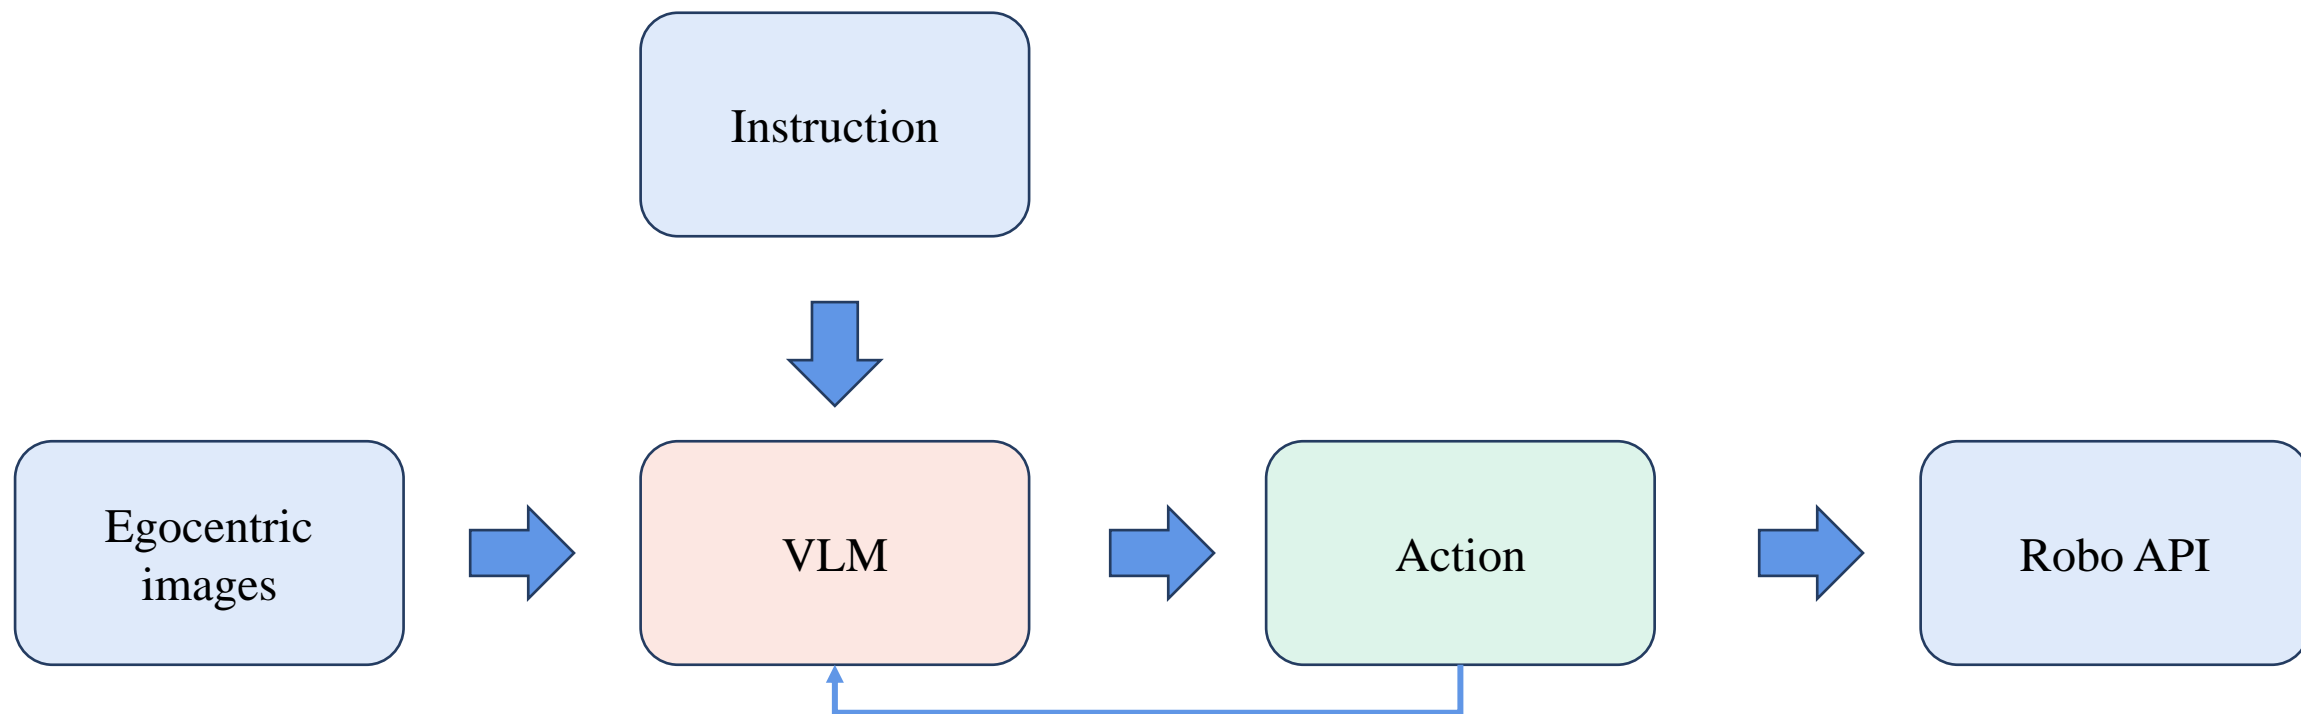 Instruction
Egocentric
images
VLM
Action
Robo API